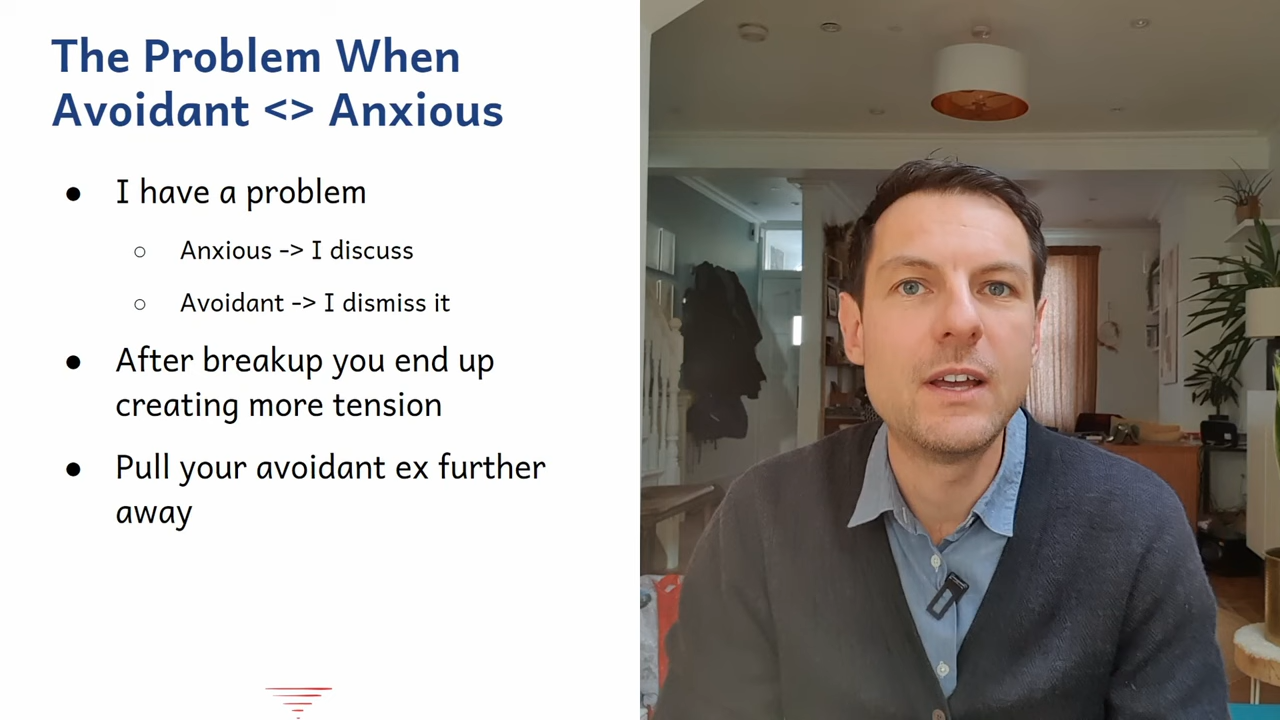 The Problem When
Avoidant <> Anxious
● I have a problem
○ Anxious -> I discuss
○ Avoidant -> I dismiss it
● After breakup you end up
creating more tension
● Pull your avoidant ex further
away